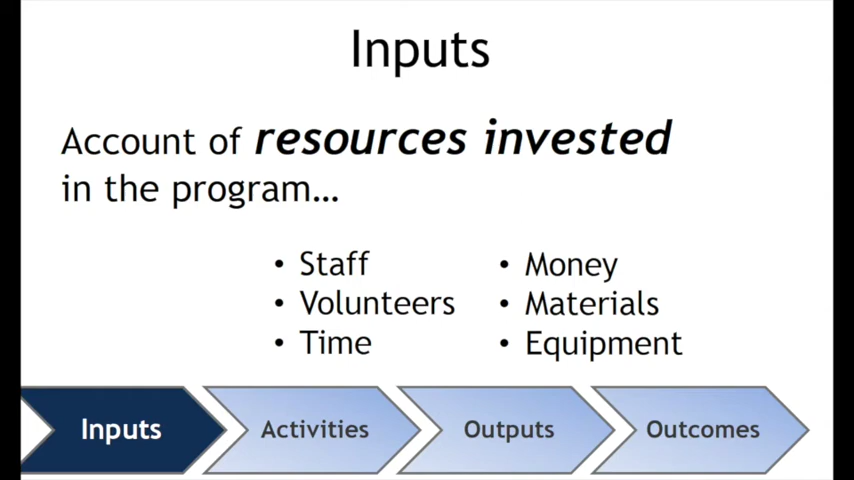 Inputs
Account of resources invested
in the program…
• Staff
• Volunteers
• Time
• Money
• Materials
• Equipment
Inputs
Activities
Outputs
Outcomes